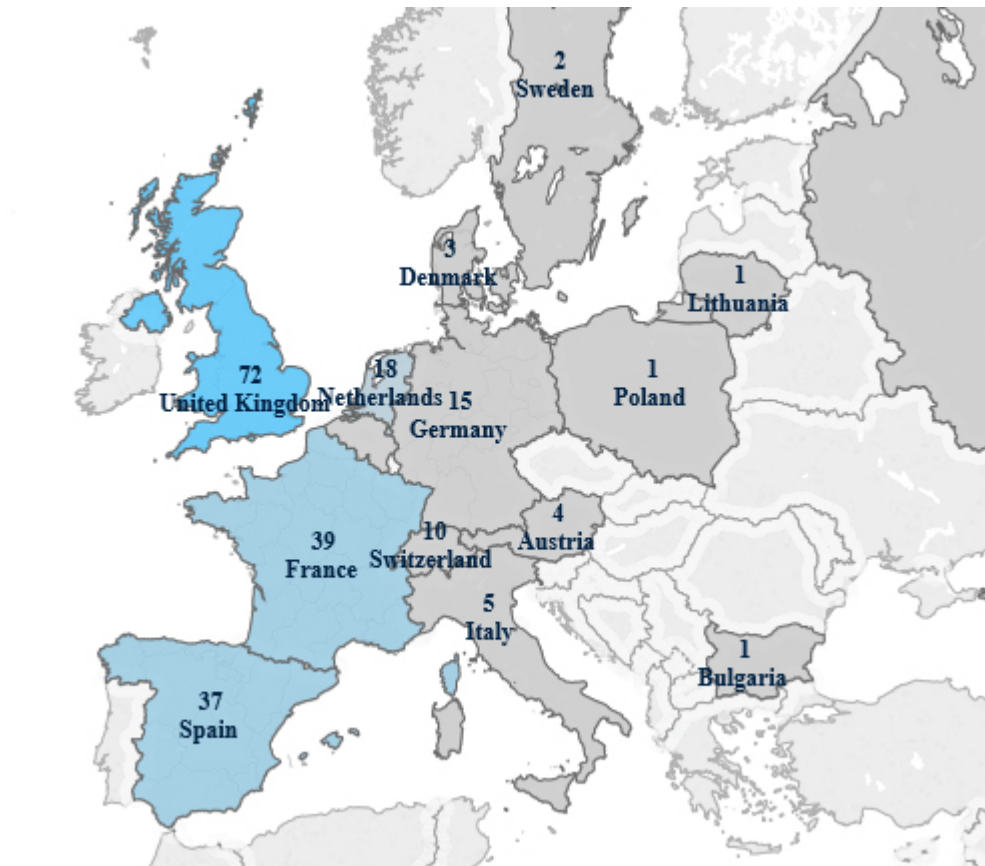 2
Sweden
3
Denmark
1
Lithuania
72
United Kingdom
18
Netherlands
15
Germany
1
Poland
39
France
10
Switzerland
4
Austria
5
Italy
1
Bulgaria
37
Spain